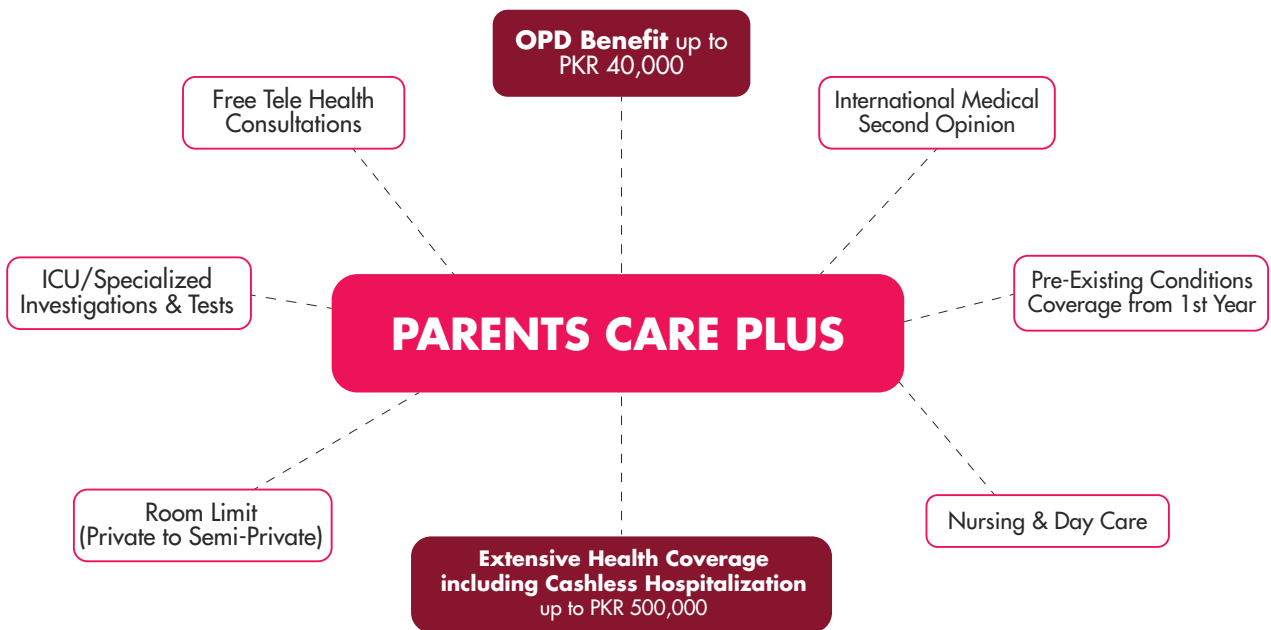 OPD Benefit up to
PKR 40,000
Free Tele Health
Consultations
International Medical
Second Opinion
ICU/Specialized
Investigations & Tests
Pre-Existing Conditions
Coverage from 1st Year
PARENTS CARE PLUS
Room Limit
(Private to Semi-Private)
Nursing & Day Care
Extensive Health Coverage
including Cashless Hospitalization
up to PKR 500,000